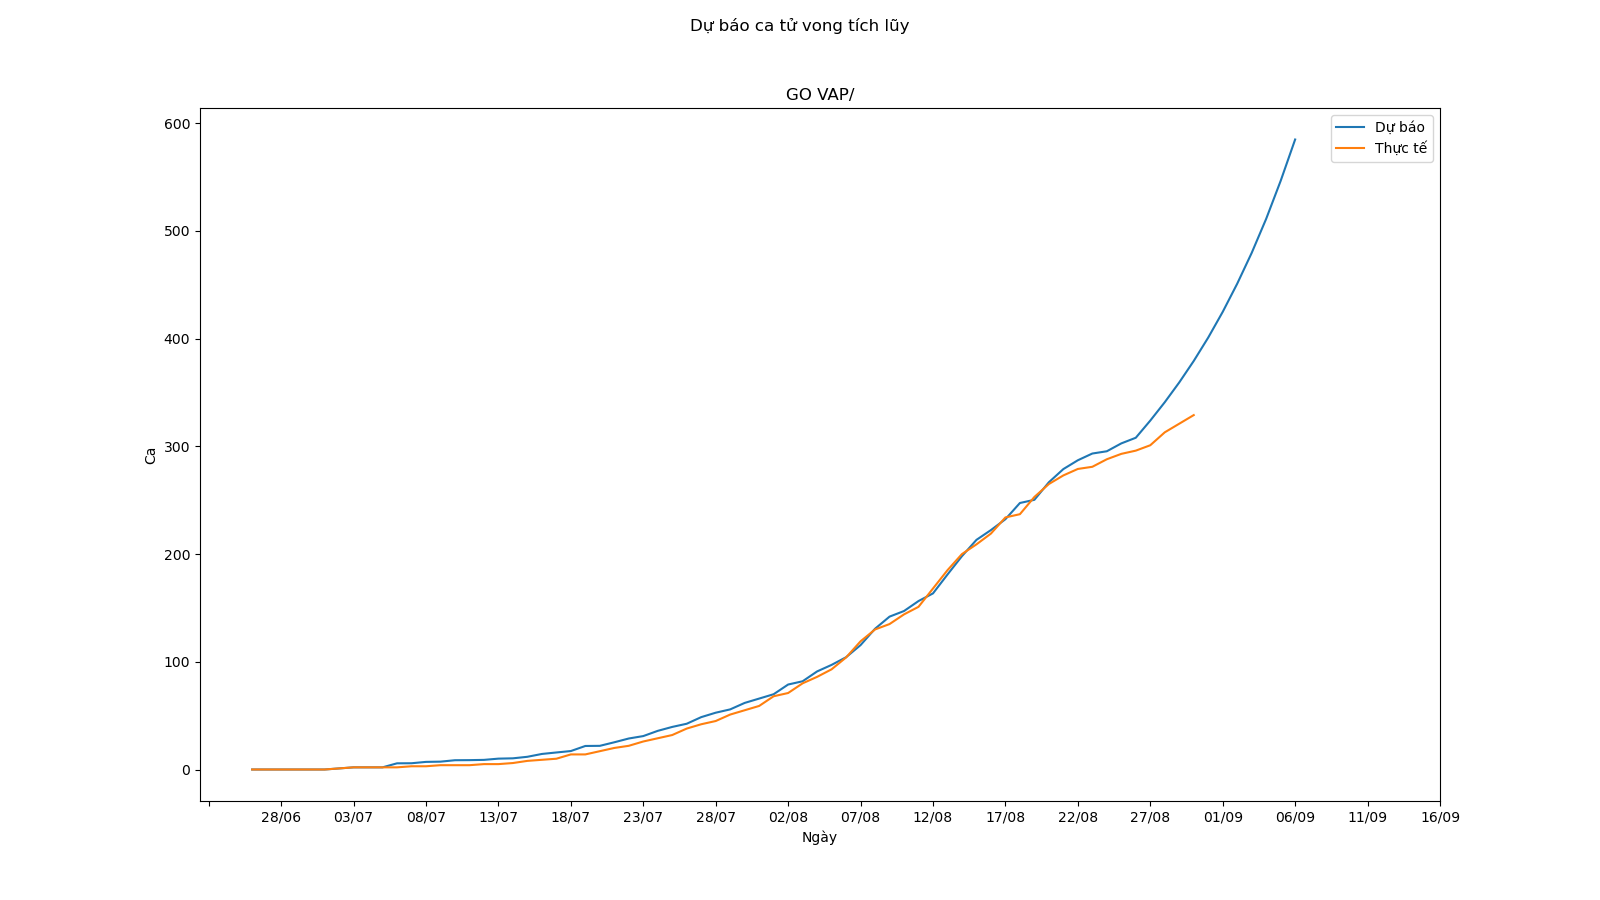 Dự báo ca tử vong tích lũy
GO VAP/
Dự báo
Thực tế
600
500
400
300
200
100
0
Ca
28/06 03/07 08/07 13/07 18/07 23/07 28/07 02/08 07/08 12/08 17/08 22/08 27/08 01/09 06/09 11/09 16/09
Ngày